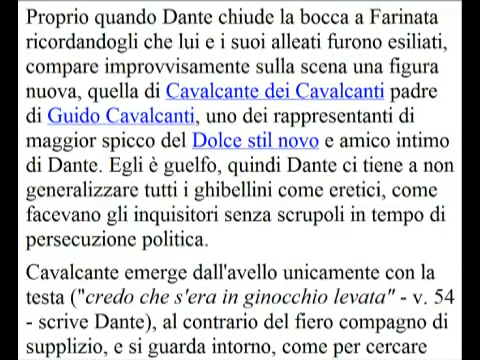 Proprio quando Dante chiude la bocca a Farinata
ricordandogli che lui e i suoi alleati furono esiliati,
compare improvvisamente sulla scena una figura
nuova, quella di Cavalcante dei Cavalcanti padre
di Guido Cavalcanti, uno dei rappresentanti di
maggior spicco del Dolce stil novo e amico intimo
di Dante. Egli è guelfo, quindi Dante ci tiene a non
generalizzare tutti i ghibellini come eretici, come
facevano gli inquisitori senza scrupoli in tempo di
persecuzione politica.
Cavalcante emerge dall'avello unicamente con la
testa ("credo che s'era in ginocchio levata" - v. 54
- scrive Dante), al contrario del fiero compagno di
supplizio, e si guarda intorno, come per cercare